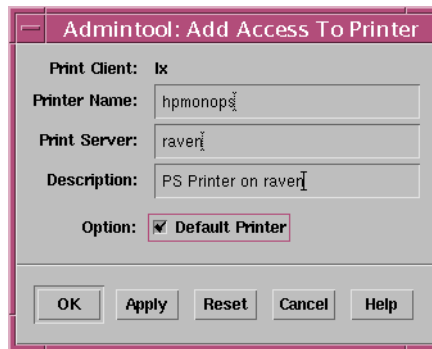 Admintool: Add Access To Printer
Print Client: lx
Printer Name: hpmonops
Print Server: raven
Description: PS Printer on raven
Option: Default Printer
OK Apply Reset Cancel Help